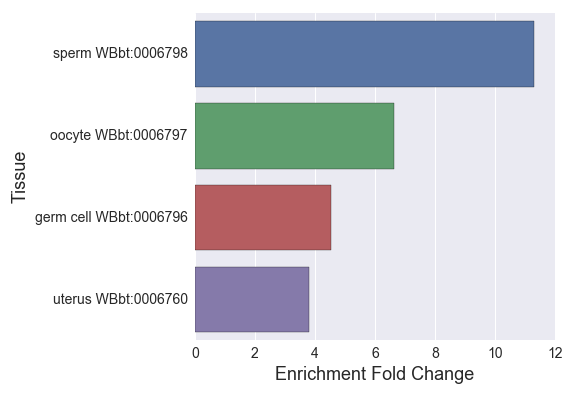 sperm WBbt:0006798
oocyte WBbt:0006797
germ cell WBbt:0006796
uterus WBbt:0006760
Tissue
0 2 4 6 8 10 12
Enrichment Fold Change